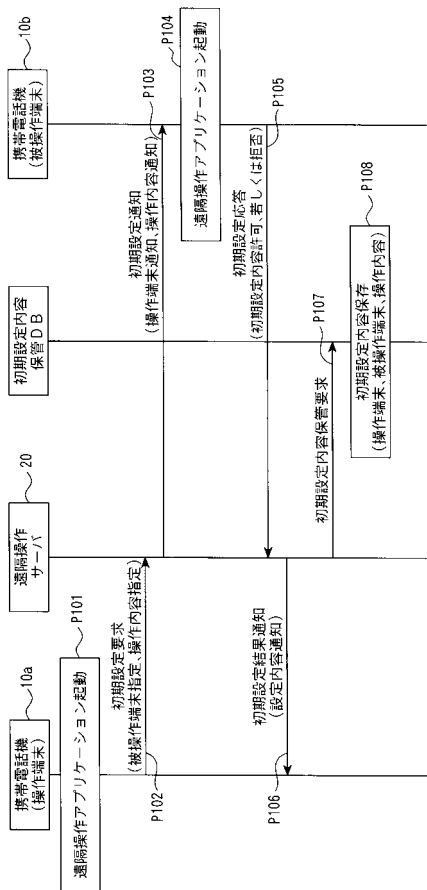 10a
携帯電話機
(操作端末)
20
遠隔操作
サーバ
初期設定内容
保管DB
10b
携帯電話機
(被操作端末)
P101
遠隔操作アプリケーション起動
初期設定要求
(被操作端末指定、操作内容指定)
P102
初期設定通知
(操作端末通知、操作内容通知)
P103
P104
遠隔操作アプリケーション起動
初期設定応答
(初期設定内容許可、若しくは拒否)
P105
初期設定結果通知
(設定内容通知)
P106
初期設定内容保管要求
P107
P108
初期設定内容保存
(操作端末、被操作端末、操作内容)